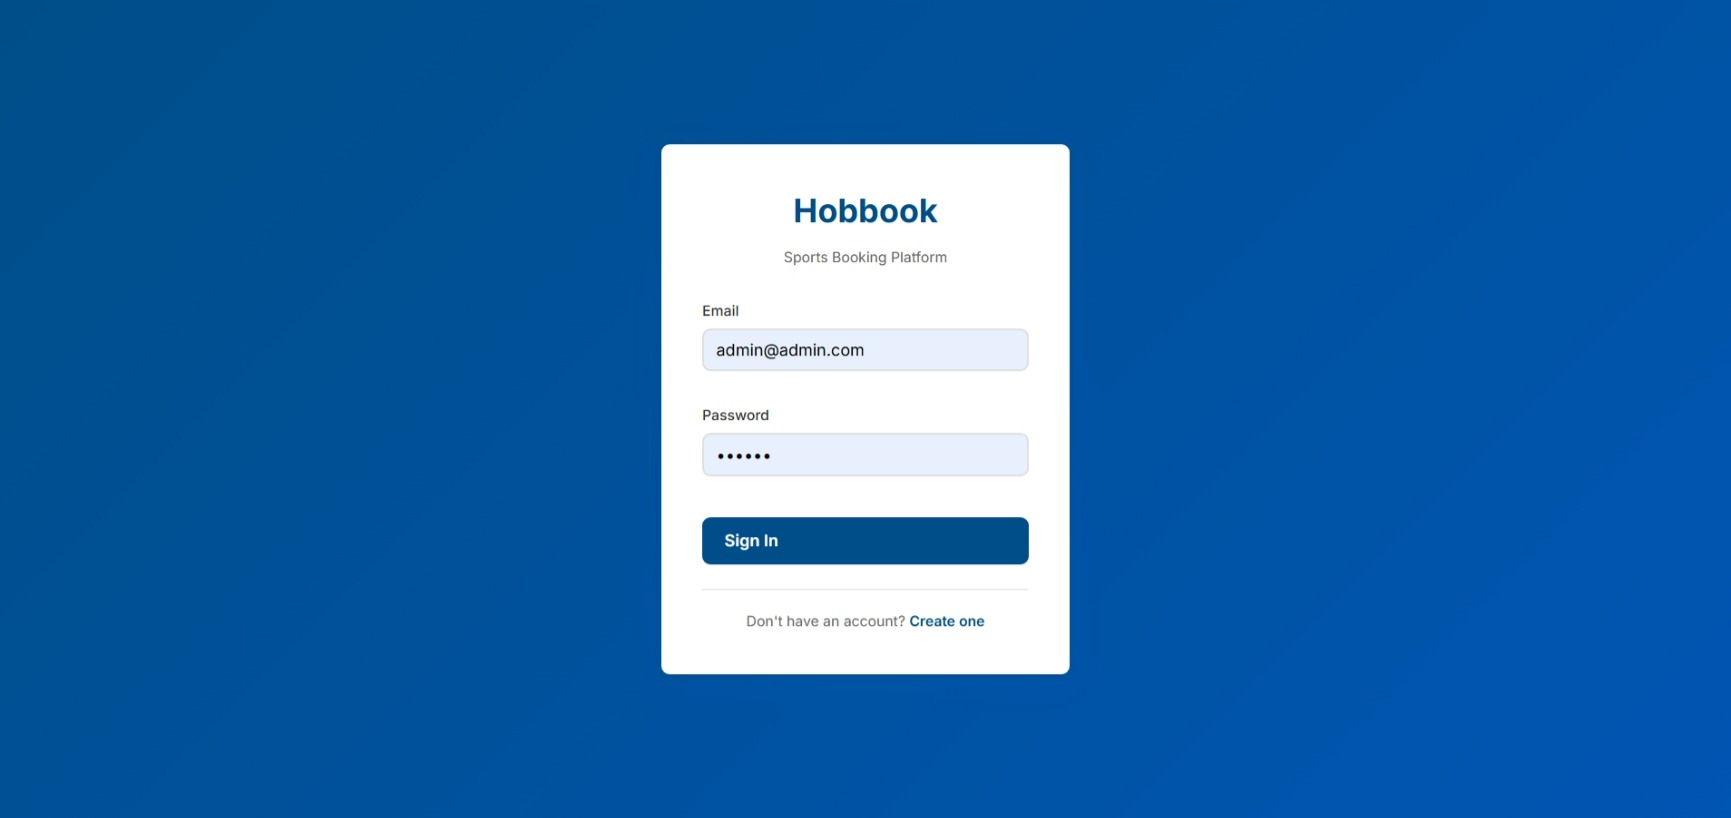 Hobbook
Sports Booking Platform
Email
admin@admin.com
Password
••••••
Sign In
Don't have an account? Create one